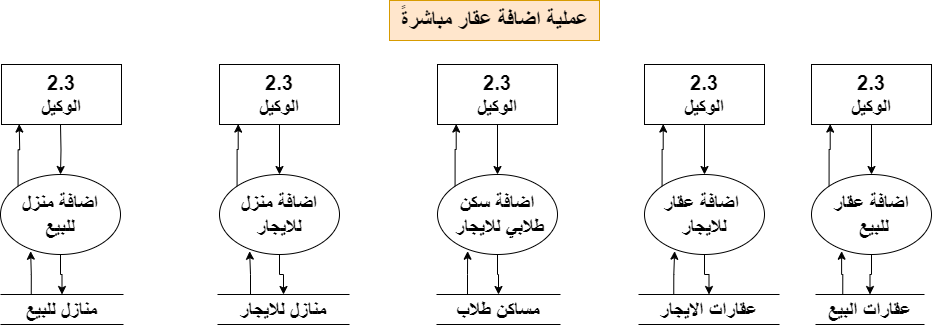 عملية اضافة عقار مباشرةً
2.3
الوكيل
2.3
الوكيل
2.3
الوكيل
2.3
الوكيل
2.3
الوكيل
اضافة عقار
للبيع
اضافة عقار
للايجار
اضافة سكن
طلابي للايجار
اضافة منزل
للايجار
اضافة منزل
للبيع
عقارات البيع
عقارات الايجار
مساكن طلاب
منازل للايجار
منازل للبيع